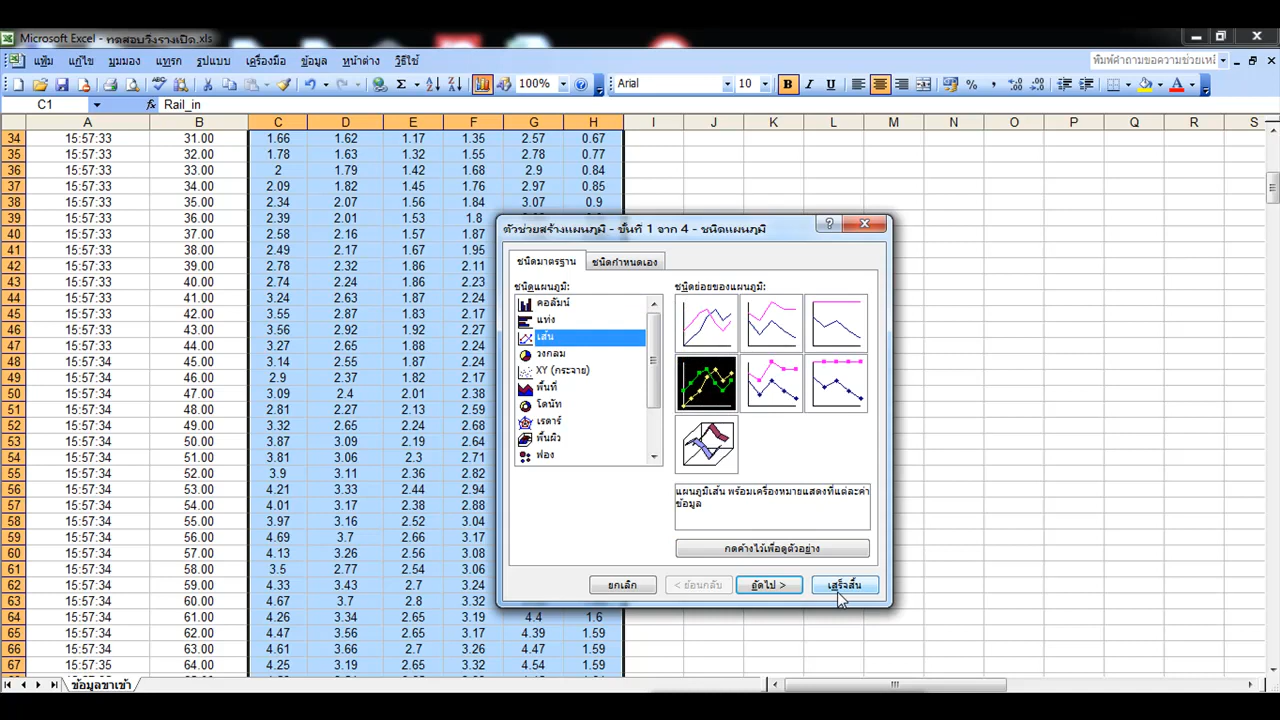 Microsoft Excel - ทดสอบวิ่งรางเปิด.xls
แฟ้ม แก้ไข มุมมอง แทรก รูปแบบ เครื่องมือ ข้อมูล หน้าต่าง วิธีใช้ พิมพ์คำถามขอความช่วยเหลือ
100% Arial 10 B I U
C1 fx Rail_in
A B C D E F G H I J K L M N O P Q R S
34 15:57:33 31.00 1.66 1.62 1.17 1.35 2.57 0.67
35 15:57:33 32.00 1.78 1.63 1.32 1.55 2.78 0.77
36 15:57:33 33.00 2 1.79 1.42 1.68 2.9 0.84
37 15:57:33 34.00 2.09 1.82 1.45 1.76 2.97 0.85
38 15:57:33 35.00 2.34 2.07 1.56 1.84 3.07 0.9
39 15:57:33 36.00 2.39 2.01 1.53 1.8
40 15:57:33 37.00 2.58 2.16 1.57 1.87
41 15:57:33 38.00 2.49 2.17 1.67 1.95
42 15:57:33 39.00 2.78 2.32 1.86 2.11
43 15:57:33 40.00 2.74 2.24 1.86 2.23
44 15:57:33 41.00 3.24 2.63 1.87 2.24
45 15:57:33 42.00 3.55 2.87 1.83 2.17
46 15:57:33 43.00 3.56 2.92 1.92 2.27
47 15:57:33 44.00 3.27 2.65 1.88 2.24
48 15:57:34 45.00 3.14 2.55 1.87 2.24
49 15:57:34 46.00 2.9 2.37 1.82 2.17
50 15:57:34 47.00 3.09 2.4 2.01 2.38
51 15:57:34 48.00 2.81 2.27 2.13 2.59
52 15:57:34 49.00 3.32 2.65 2.24 2.68
53 15:57:34 50.00 3.87 3.09 2.19 2.64
54 15:57:34 51.00 3.81 3.06 2.3 2.71
55 15:57:34 52.00 3.9 3.11 2.36 2.82
56 15:57:34 53.00 4.21 3.33 2.44 2.94
57 15:57:34 54.00 4.01 3.17 2.38 2.88
58 15:57:34 55.00 3.97 3.16 2.52 3.04
59 15:57:34 56.00 4.69 3.7 2.66 3.17
60 15:57:34 57.00 4.13 3.26 2.56 3.08
61 15:57:34 58.00 3.5 2.77 2.54 3.06
62 15:57:34 59.00 4.33 3.43 2.7 3.24
63 15:57:34 60.00 4.67 3.7 2.8 3.32
64 15:57:34 61.00 4.26 3.34 2.65 3.19 4.4 1.6
65 15:57:34 62.00 4.47 3.56 2.65 3.17 4.39 1.59
66 15:57:34 63.00 4.61 3.66 2.7 3.26 4.47 1.59
67 15:57:35 64.00 4.25 3.19 2.65 3.32 4.54 1.59
ข้อมูลขาเข้า
ตัวช่วยสร้างแผนภูมิ - ขั้นที่ 1 จาก 4 - ชนิดแผนภูมิ
ชนิดมาตรฐาน ชนิดกำหนดเอง
ชนิดแผนภูมิ: ชนิดย่อยของแผนภูมิ:
คอลัมน์
แท่ง
เส้น
วงกลม
XY (กระจาย)
พื้นที่
โดนัท
เรดาร์
พื้นผิว
ฟอง
แผนภูมิเส้น พร้อมเครื่องหมายแสดงที่แต่ละค่า
ข้อมูล
กดค้างไว้เพื่อดูตัวอย่าง
ยกเลิก < ย้อนกลับ ถัดไป > เสร็จสิ้น